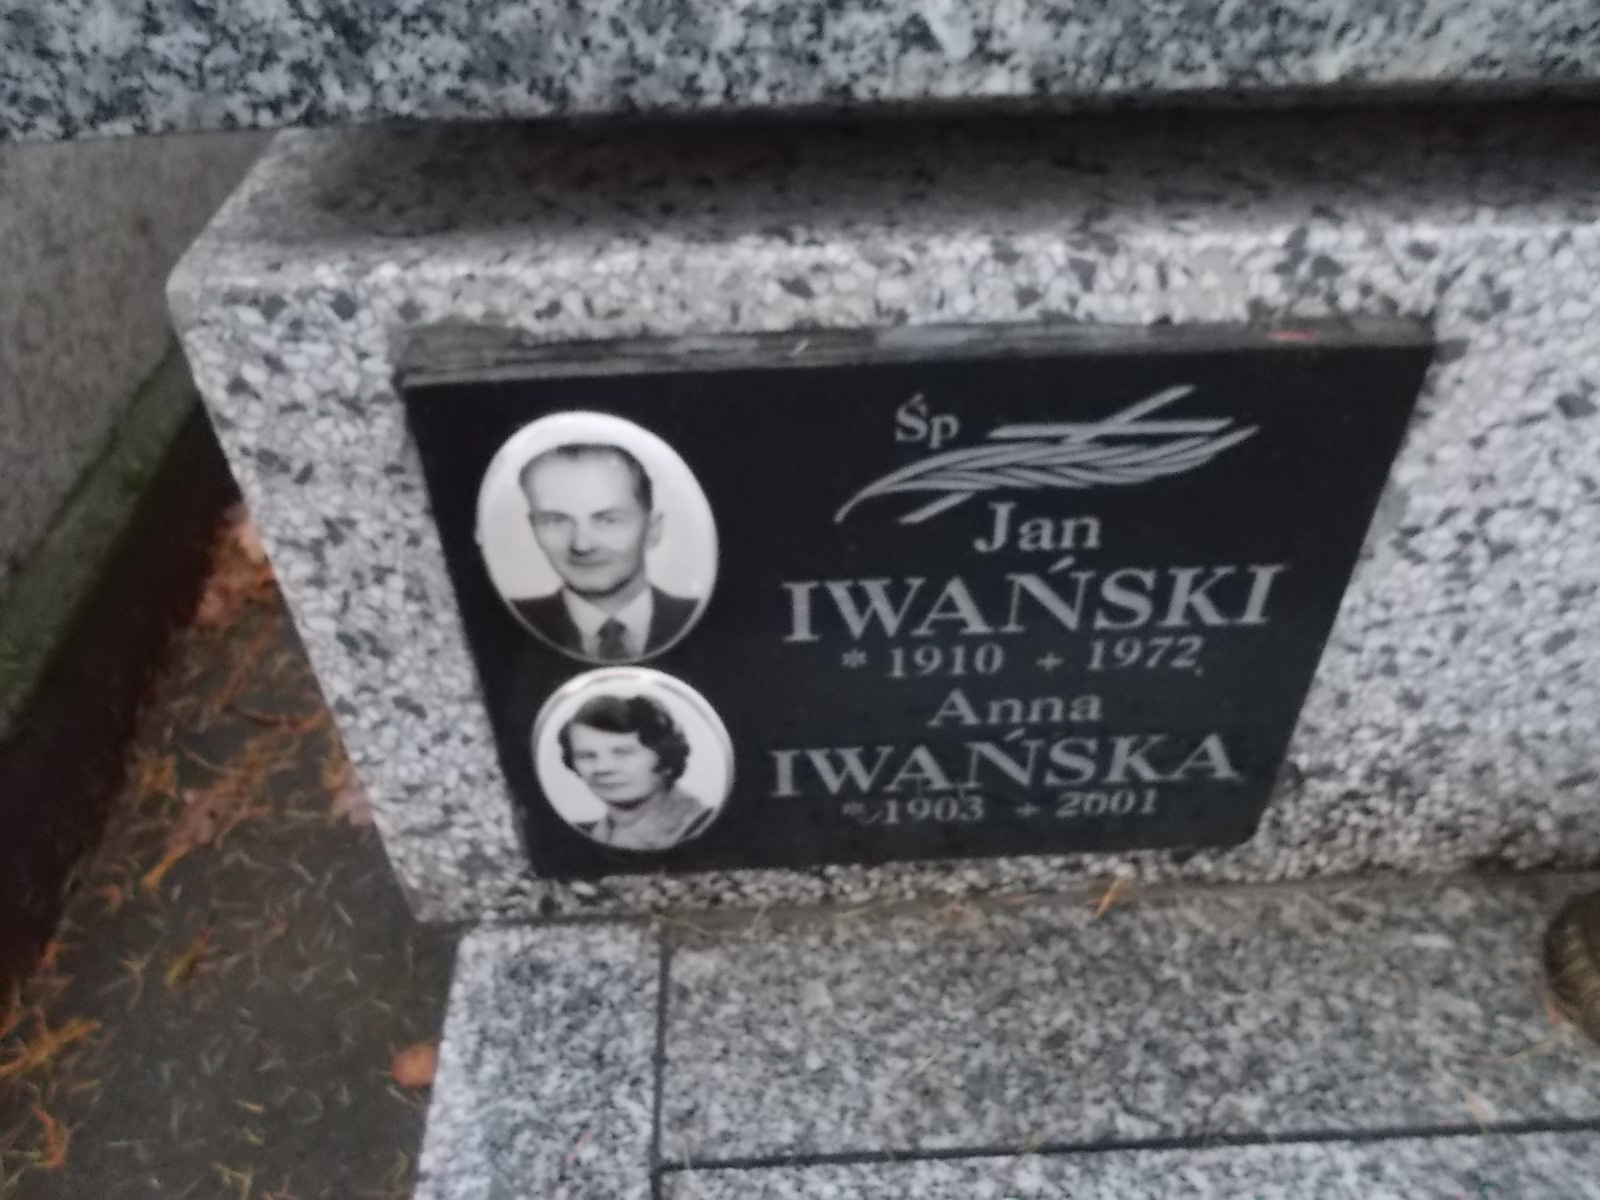 Śp
Jan
IWAŃSKI
* 1910 + 1972
Anna
IWAŃSKA
* 1903 + 2001